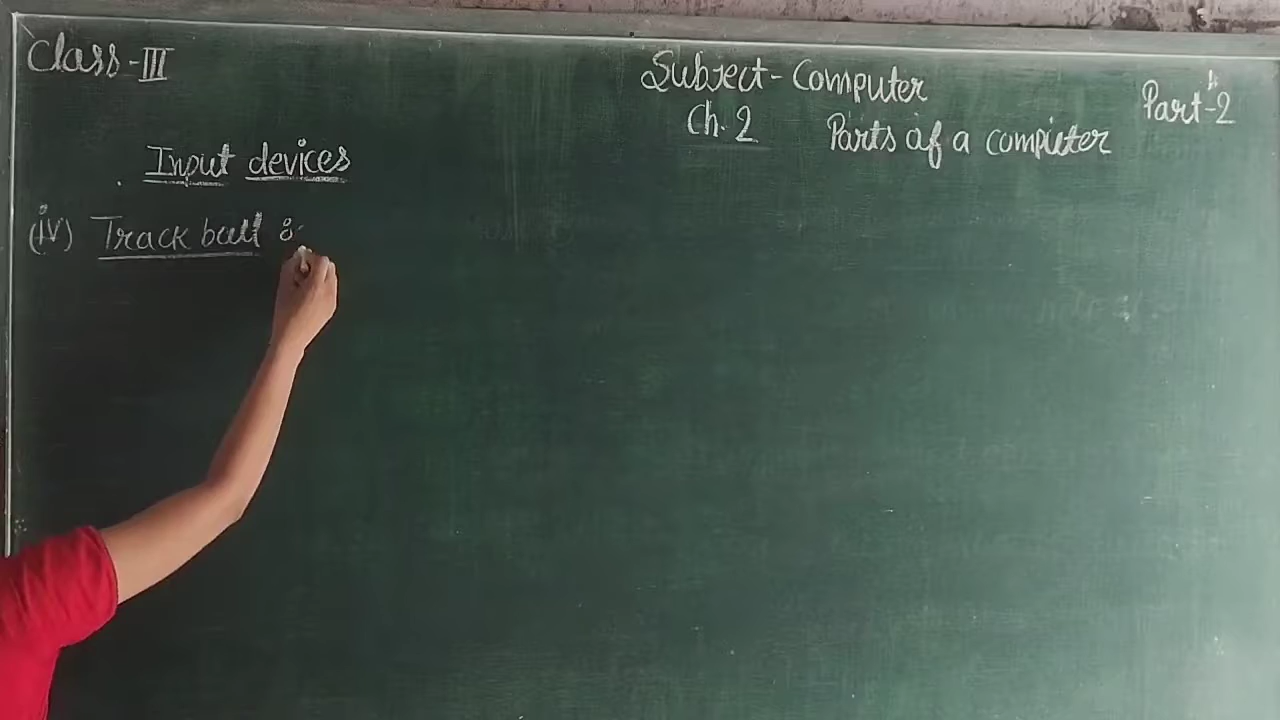 Class-III
Subject- Computer
Part-2
Ch. 2 Parts of a computer
Input devices
(iv) Track ball :-